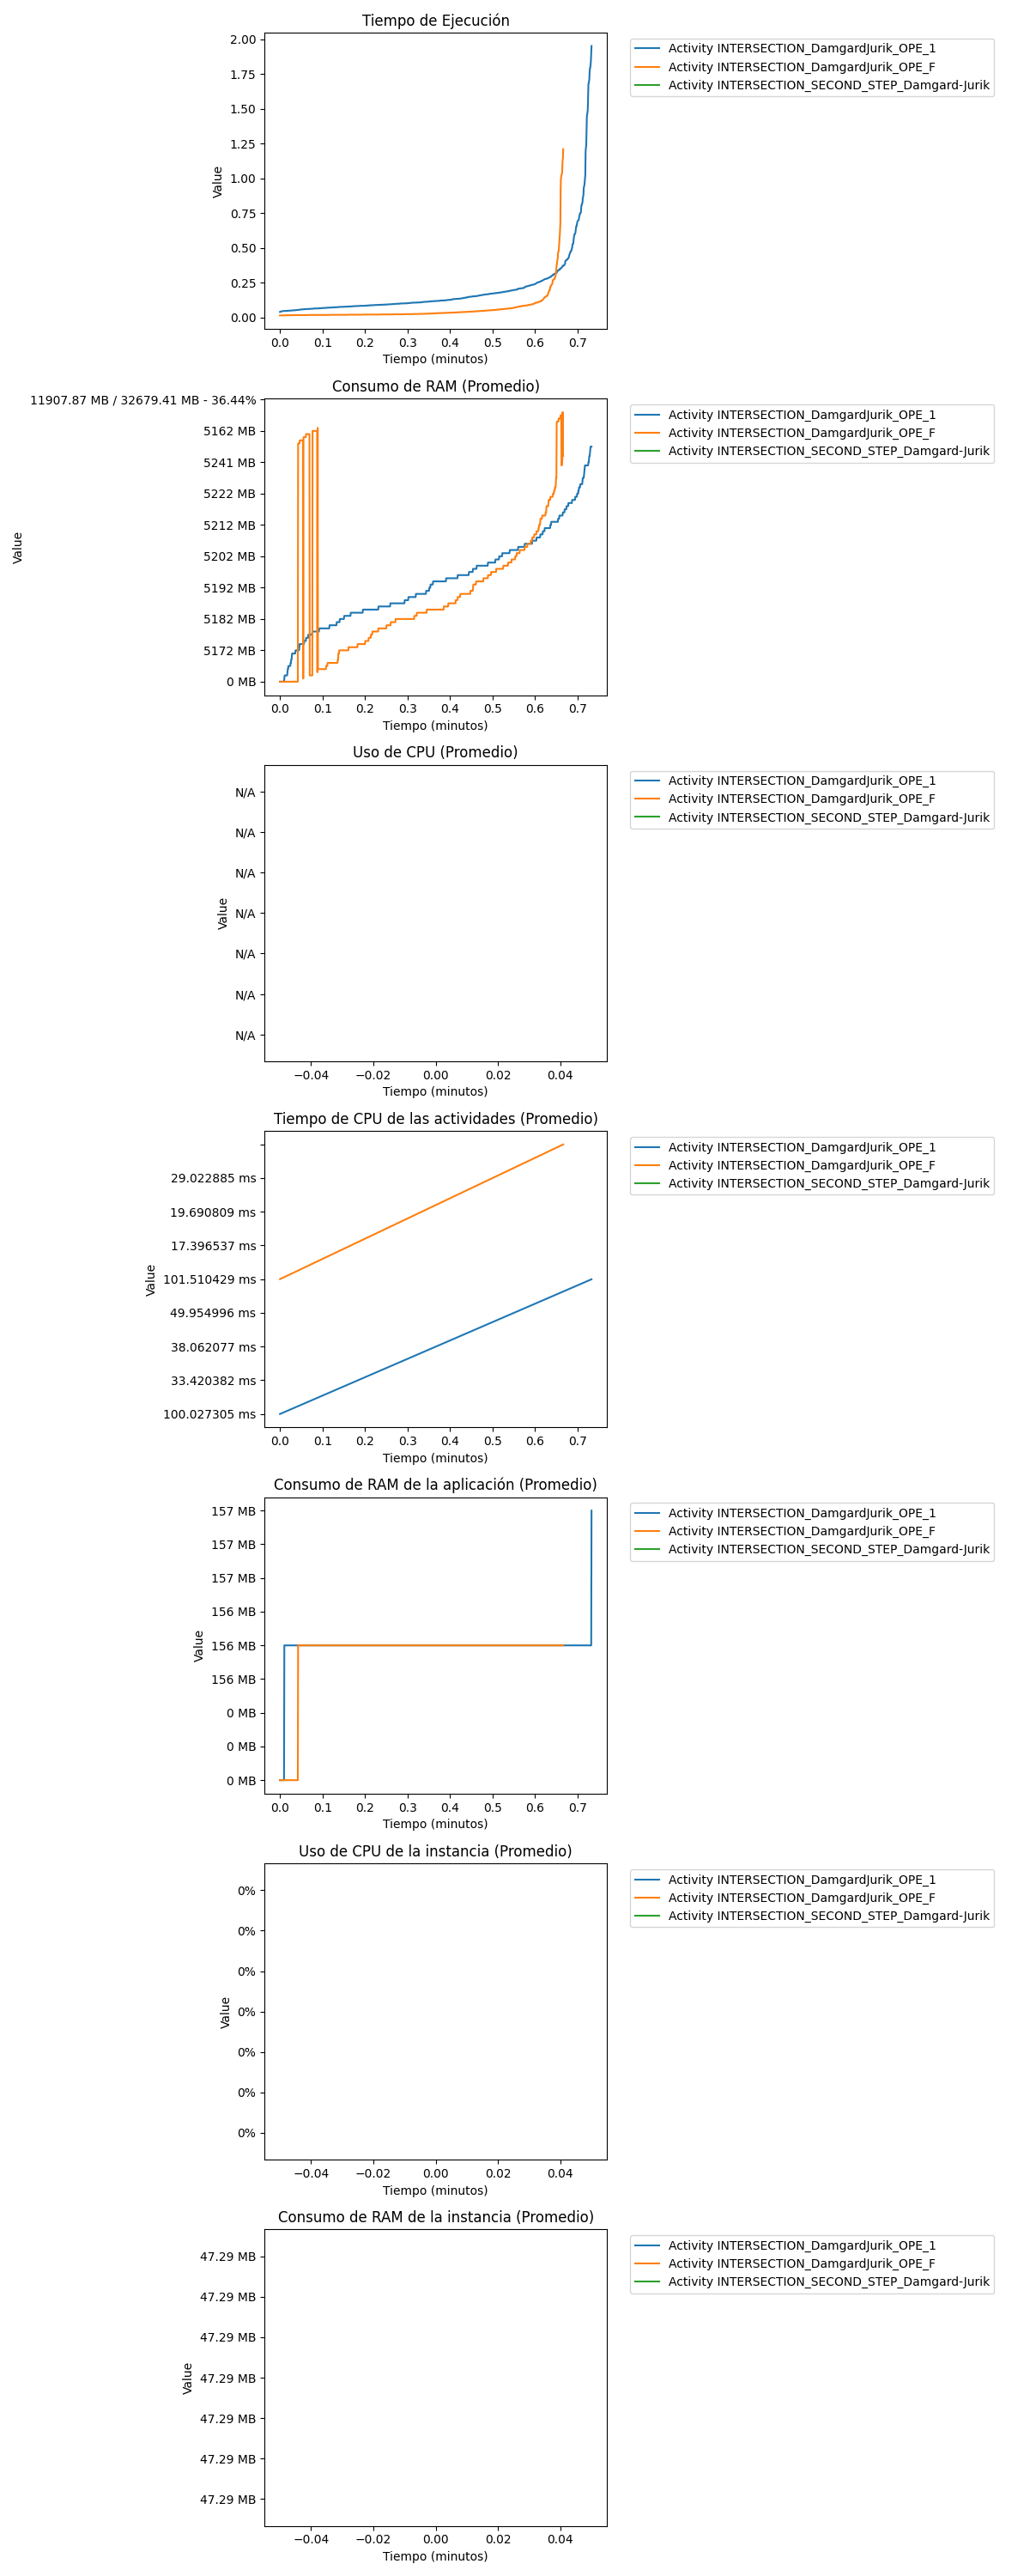 Tiempo de Ejecución
2.00
1.75
1.50
1.25
1.00
0.75
0.50
0.25
0.00
Value
0.0 0.1 0.2 0.3 0.4 0.5 0.6 0.7
Tiempo (minutos)
Activity INTERSECTION_DamgardJurik_OPE_1
Activity INTERSECTION_DamgardJurik_OPE_F
Activity INTERSECTION_SECOND_STEP_Damgard-Jurik
Consumo de RAM (Promedio)
11907.87 MB / 32679.41 MB - 36.44%
5162 MB
5241 MB
5222 MB
5212 MB
5202 MB
5192 MB
5182 MB
5172 MB
0 MB
Value
0.0 0.1 0.2 0.3 0.4 0.5 0.6 0.7
Tiempo (minutos)
Activity INTERSECTION_DamgardJurik_OPE_1
Activity INTERSECTION_DamgardJurik_OPE_F
Activity INTERSECTION_SECOND_STEP_Damgard-Jurik
Uso de CPU (Promedio)
N/A
N/A
N/A
N/A
N/A
N/A
N/A
Value
−0.04 −0.02 0.00 0.02 0.04
Tiempo (minutos)
Activity INTERSECTION_DamgardJurik_OPE_1
Activity INTERSECTION_DamgardJurik_OPE_F
Activity INTERSECTION_SECOND_STEP_Damgard-Jurik
Tiempo de CPU de las actividades (Promedio)
29.022885 ms
19.690809 ms
17.396537 ms
101.510429 ms
49.954996 ms
38.062077 ms
33.420382 ms
100.027305 ms
Value
0.0 0.1 0.2 0.3 0.4 0.5 0.6 0.7
Tiempo (minutos)
Activity INTERSECTION_DamgardJurik_OPE_1
Activity INTERSECTION_DamgardJurik_OPE_F
Activity INTERSECTION_SECOND_STEP_Damgard-Jurik
Consumo de RAM de la aplicación (Promedio)
157 MB
157 MB
157 MB
156 MB
156 MB
156 MB
0 MB
0 MB
0 MB
Value
0.0 0.1 0.2 0.3 0.4 0.5 0.6 0.7
Tiempo (minutos)
Activity INTERSECTION_DamgardJurik_OPE_1
Activity INTERSECTION_DamgardJurik_OPE_F
Activity INTERSECTION_SECOND_STEP_Damgard-Jurik
Uso de CPU de la instancia (Promedio)
0%
0%
0%
0%
0%
0%
0%
Value
−0.04 −0.02 0.00 0.02 0.04
Tiempo (minutos)
Activity INTERSECTION_DamgardJurik_OPE_1
Activity INTERSECTION_DamgardJurik_OPE_F
Activity INTERSECTION_SECOND_STEP_Damgard-Jurik
Consumo de RAM de la instancia (Promedio)
47.29 MB
47.29 MB
47.29 MB
47.29 MB
47.29 MB
47.29 MB
47.29 MB
Value
−0.04 −0.02 0.00 0.02 0.04
Tiempo (minutos)
Activity INTERSECTION_DamgardJurik_OPE_1
Activity INTERSECTION_DamgardJurik_OPE_F
Activity INTERSECTION_SECOND_STEP_Damgard-Jurik